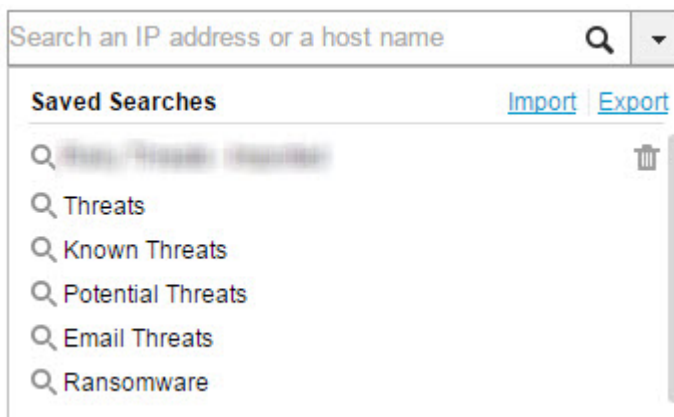 Search an IP address or a host name
Saved Searches Import Export
Threats
Known Threats
Potential Threats
Email Threats
Ransomware